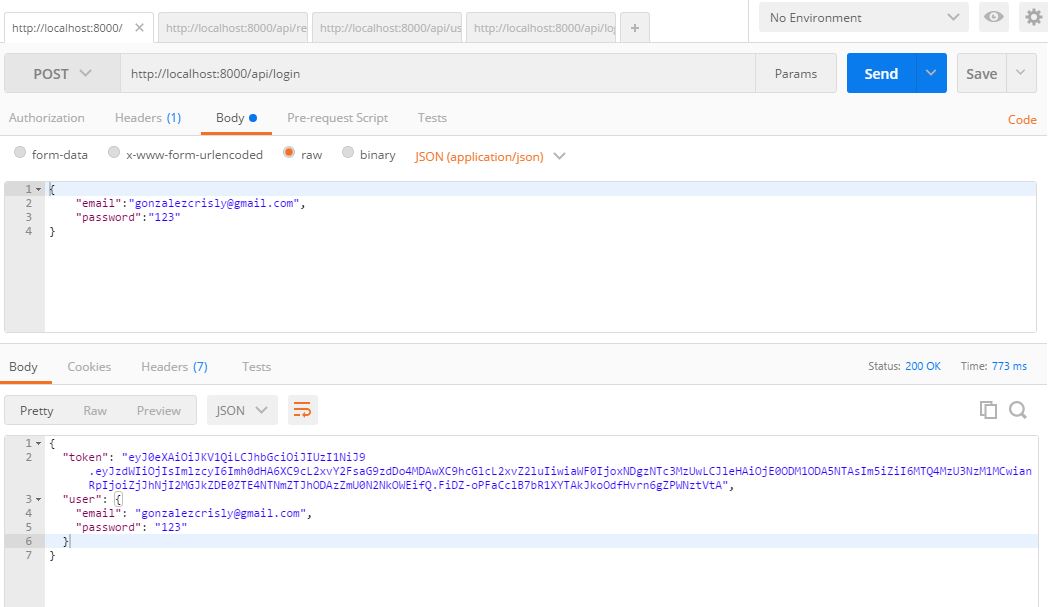 http://localhost:8000/ × http://localhost:8000/api/re http://localhost:8000/api/us http://localhost:8000/api/lo + No Environment
POST http://localhost:8000/api/login Params Send Save
Authorization Headers (1) Body Pre-request Script Tests Code
form-data x-www-form-urlencoded raw binary JSON (application/json)
1 {
2 "email":"gonzalezcrisly@gmail.com",
3 "password":"123"
4 }
Body Cookies Headers (7) Tests Status: 200 OK Time: 773 ms
Pretty Raw Preview JSON
1 {
2 "token": "eyJ0eXAiOiJKV1QiLCJhbGciOiJIUzI1NiJ9
.eyJzdWIiOjIsImlzcyI6Imh0dHA6XC9cL2xvY2FsaG9zdDo4MDAwXC9hcGlcL2xvZ2luIiwiaWF0IjoxNDgzNTc3MzUwLCJleHAiOjE0ODM1ODA5NTAsIm5iZiI6MTQ4MzU3NzM1MCwian
RpIjoiZjJhNjI2MGJkZDE0ZTE4NTNmZTJhODAzZmU0N2NkOWEifQ.FiDZ-oPFaCclB7bR1XYTAkJkoOdfHvrn6gZPWNztVtA",
3 "user": {
4 "email": "gonzalezcrisly@gmail.com",
5 "password": "123"
6 }
7 }